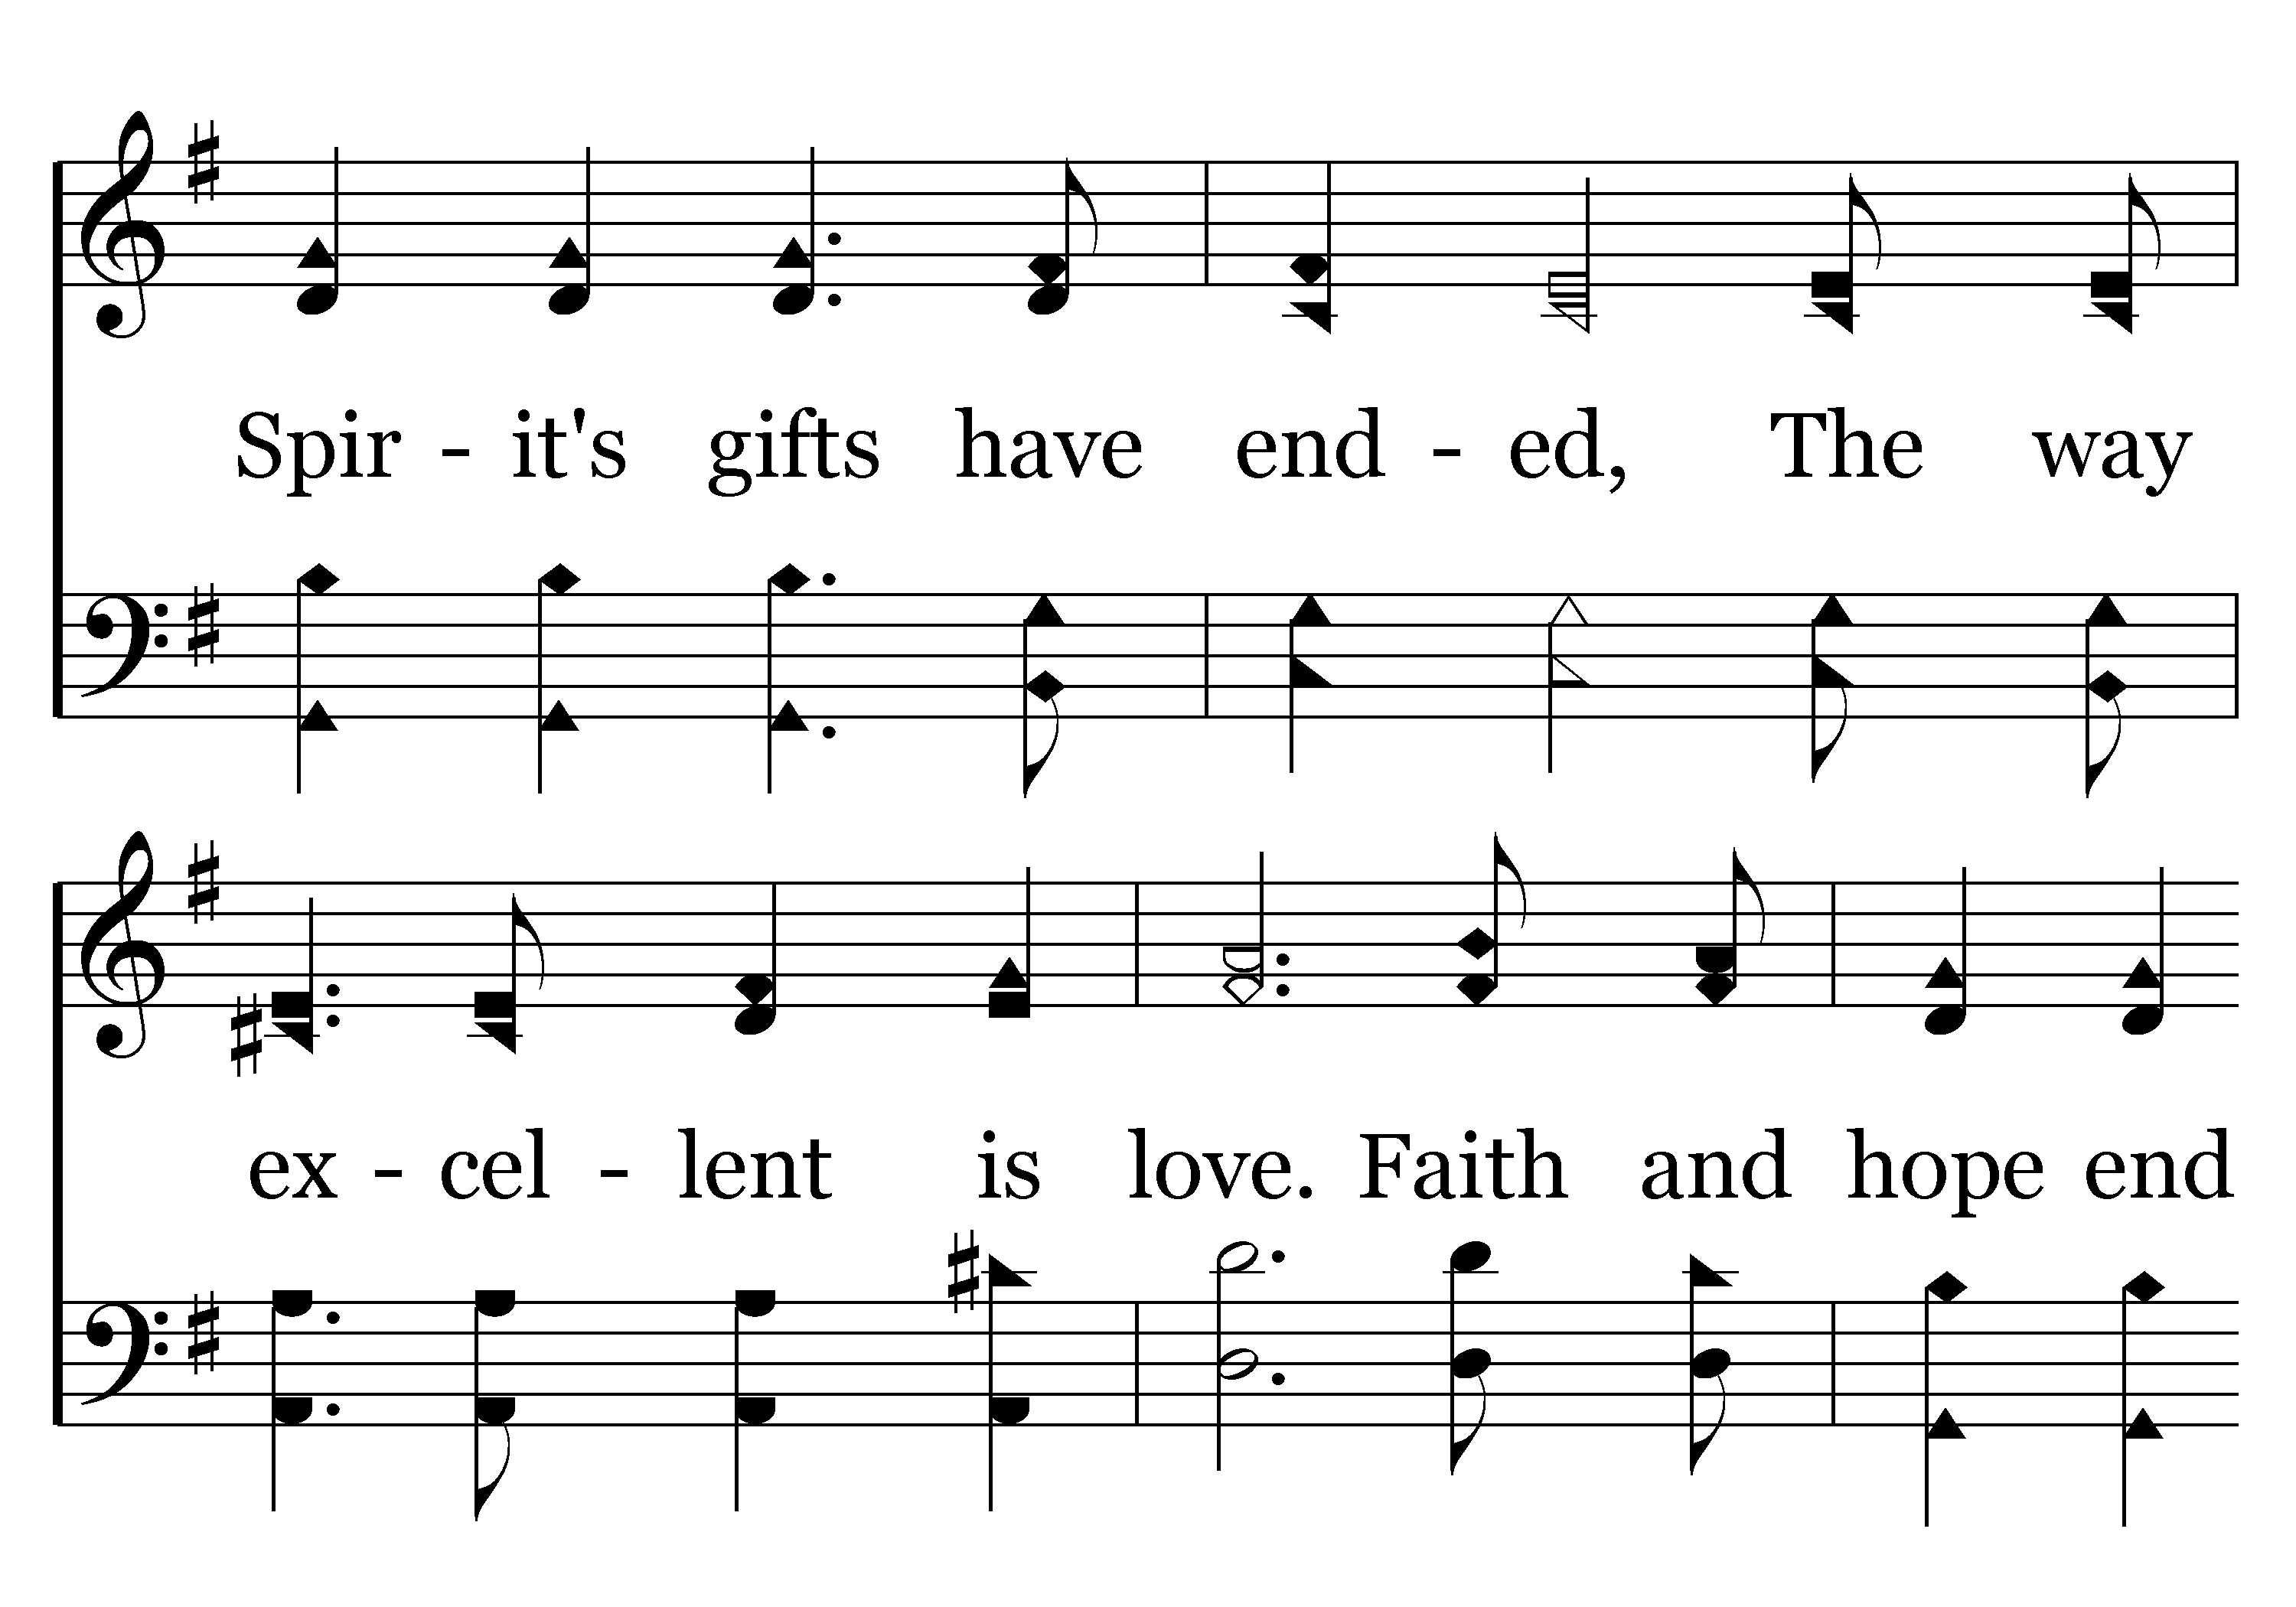 Spir - it's gifts have end - ed, The way
ex - cel - lent is love. Faith and hope end